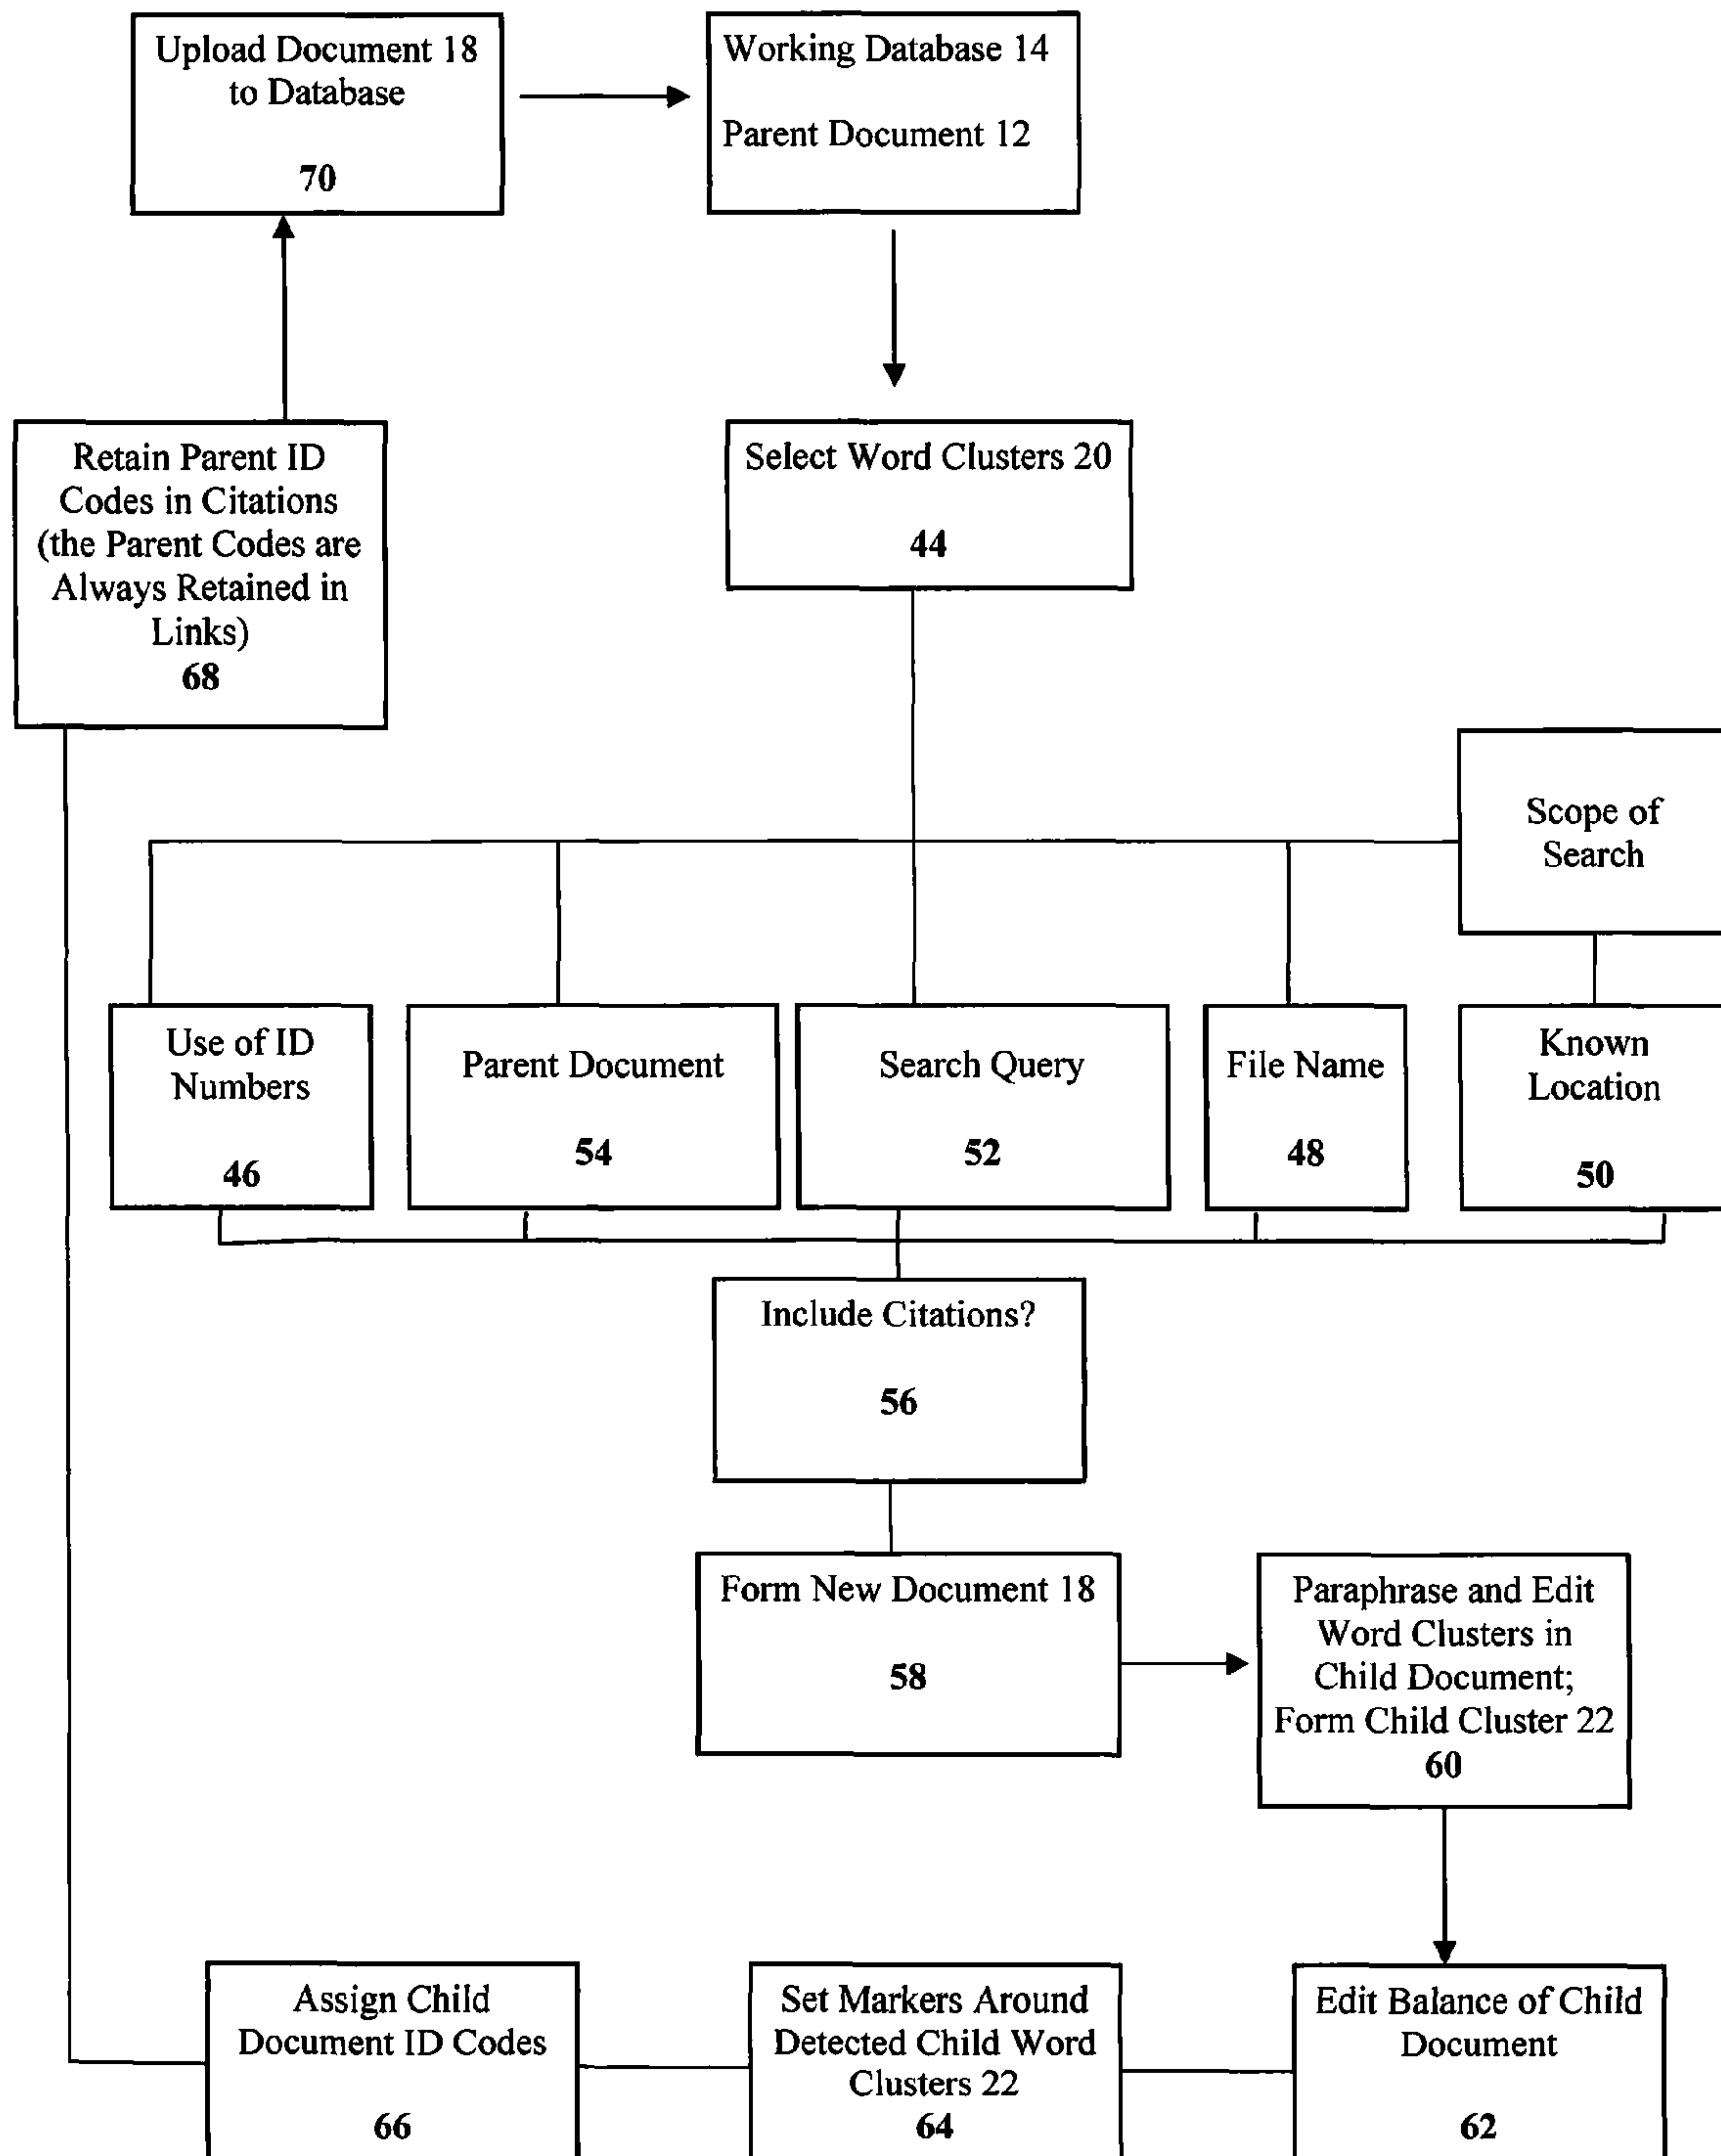 Upload Document 18
to Database
70
Working Database 14
Parent Document 12
Retain Parent ID
Codes in Citations
(the Parent Codes are
Always Retained in
Links)
68
Select Word Clusters 20
44
Scope of
Search
Use of ID
Numbers
46
Parent Document
54
Search Query
52
File Name
48
Known
Location
50
Include Citations?
56
Form New Document 18
58
Paraphrase and Edit
Word Clusters in
Child Document;
Form Child Cluster 22
60
Assign Child
Document ID Codes
66
Set Markers Around
Detected Child Word
Clusters 22
64
Edit Balance of Child
Document
62